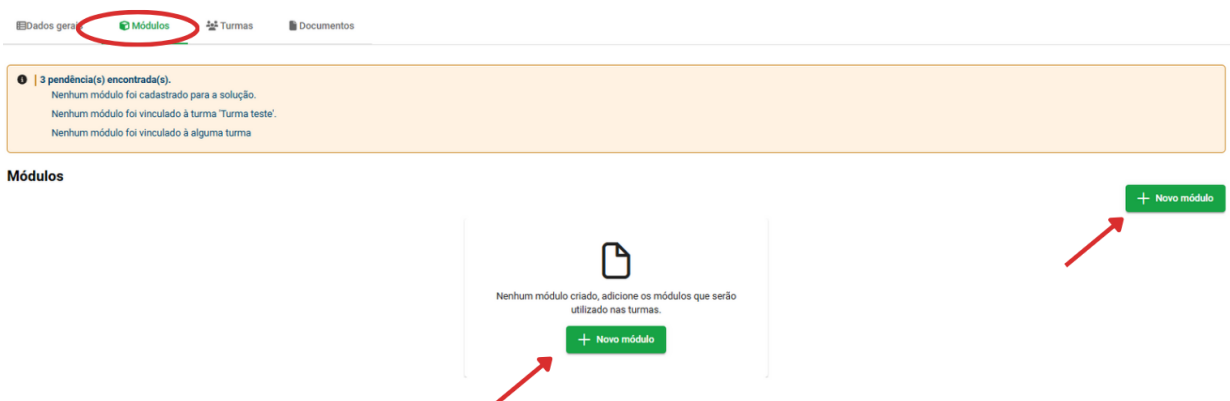 Dados gerais Módulos Turmas Documentos
3 pendência(s) encontrada(s).
Nenhum módulo foi cadastrado para a solução.
Nenhum módulo foi vinculado à turma 'Turma teste'.
Nenhum módulo foi vinculado à alguma turma
Módulos
+ Novo módulo
Nenhum módulo criado, adicione os módulos que serão
utilizado nas turmas.
+ Novo módulo